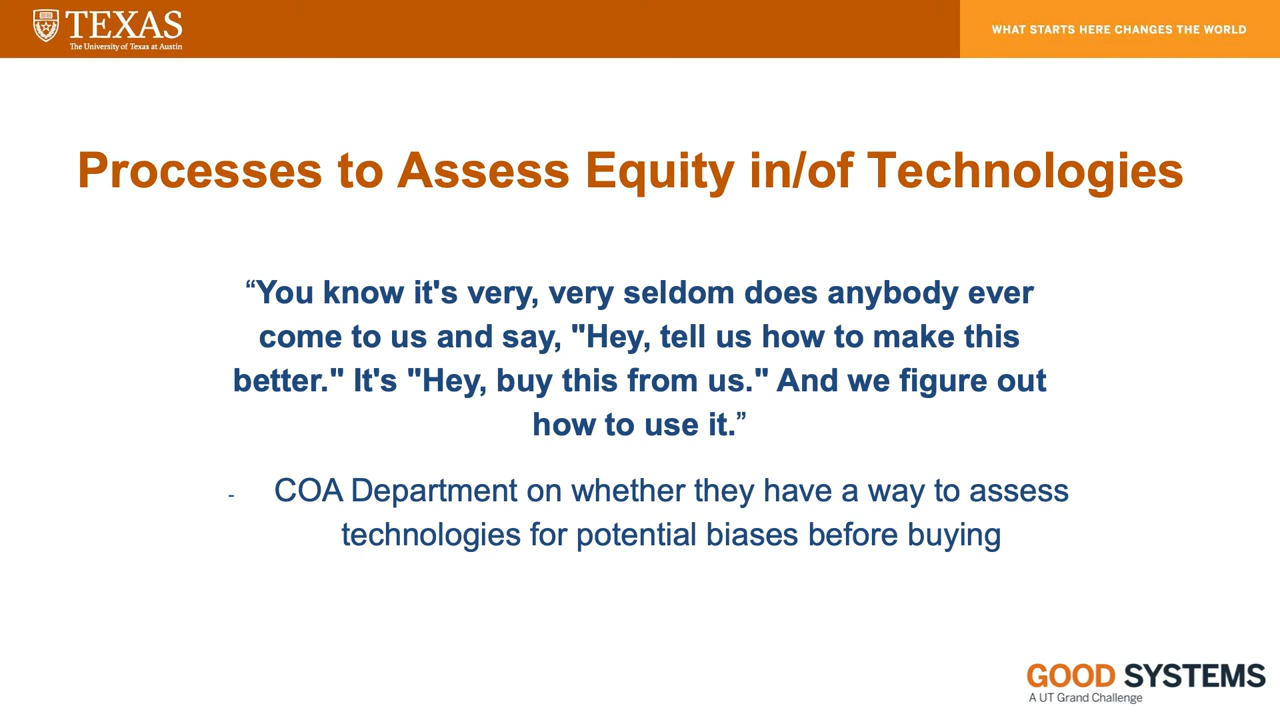 TEXAS
The University of Texas at Austin
WHAT STARTS HERE CHANGES THE WORLD
Processes to Assess Equity in/of Technologies
“You know it's very, very seldom does anybody ever
come to us and say, "Hey, tell us how to make this
better." It's "Hey, buy this from us." And we figure out
how to use it.”
- COA Department on whether they have a way to assess
technologies for potential biases before buying
GOOD SYSTEMS
A UT Grand Challenge